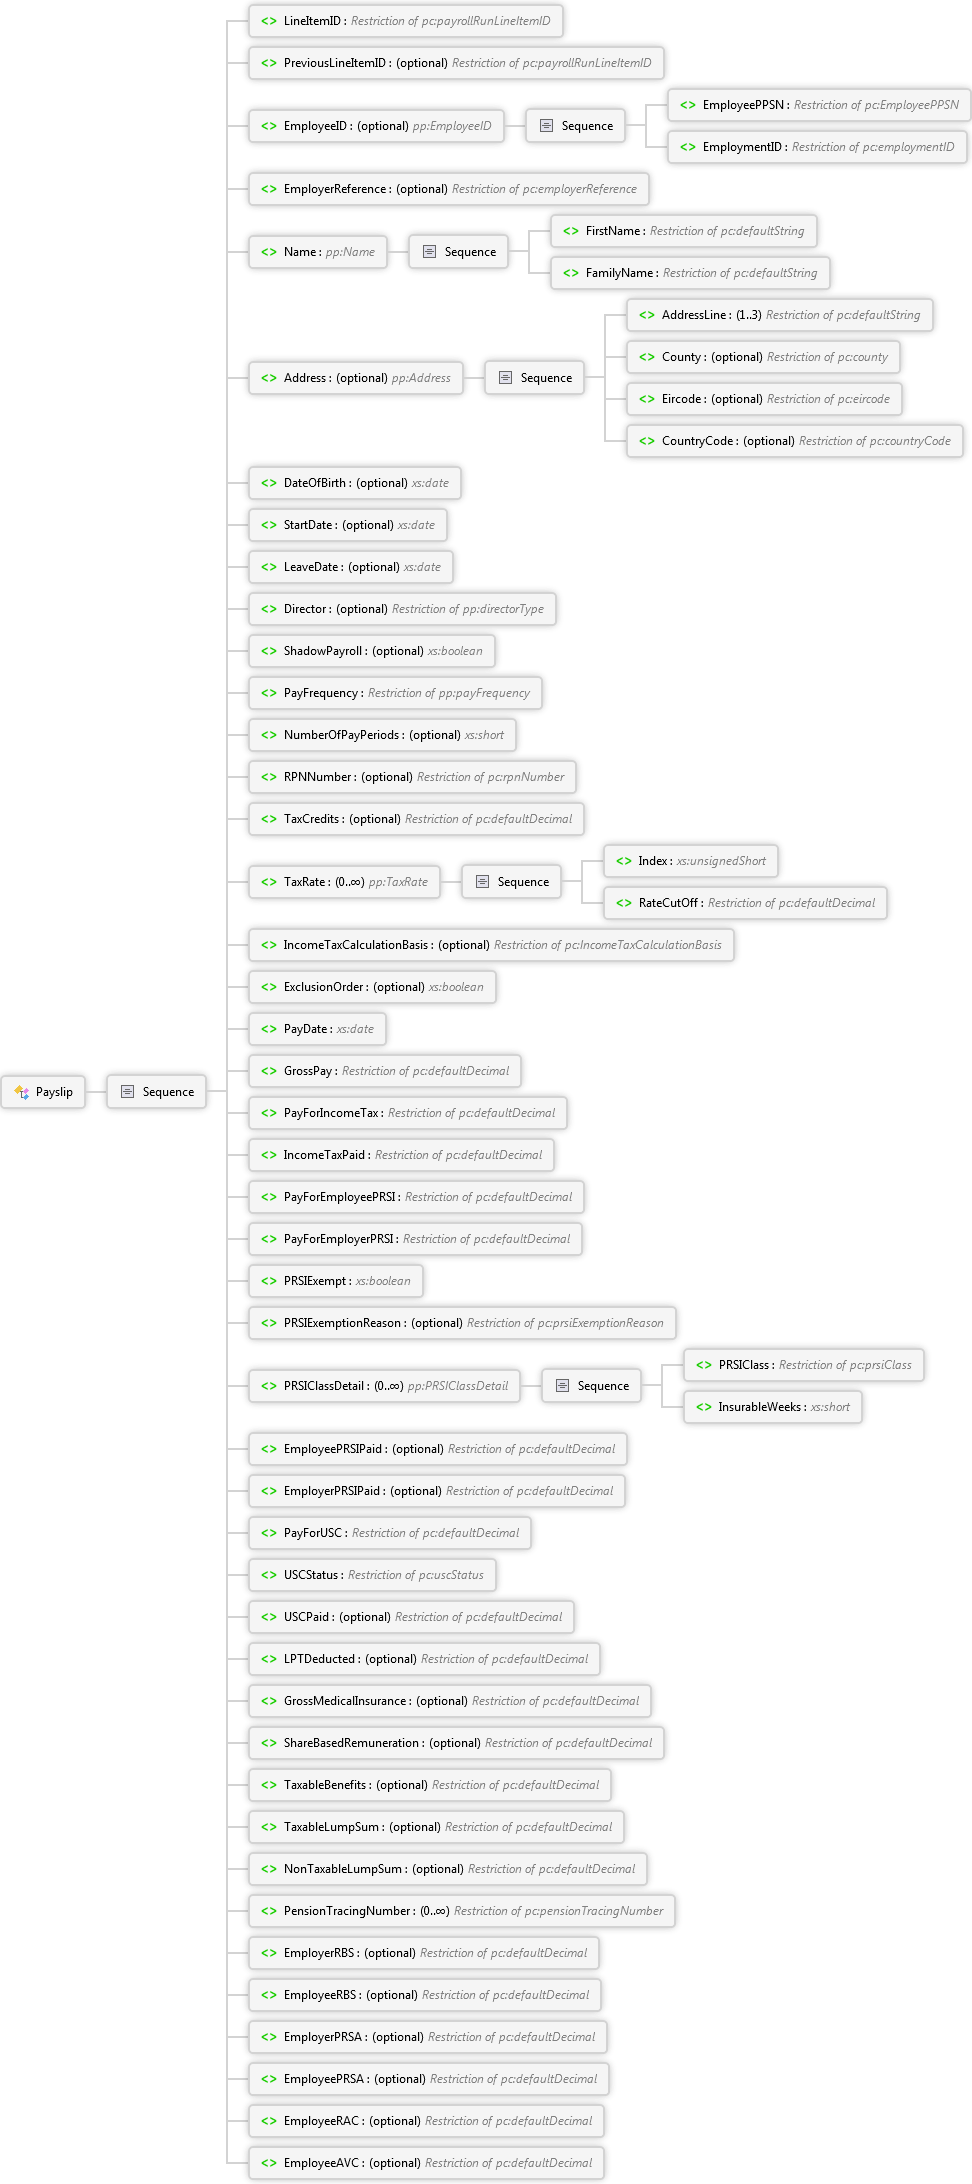 LineItemID : Restriction of pc:payrollRunLineItemID
PreviousLineItemID : (optional) Restriction of pc:payrollRunLineItemID
EmployeePPSN : Restriction of pc:EmployeePPSN
EmployeeID : (optional) pp:EmployeeID Sequence
EmploymentID : Restriction of pc:employmentID
EmployerReference : (optional) Restriction of pc:employerReference
FirstName : Restriction of pc:defaultString
Name : pp:Name Sequence
FamilyName : Restriction of pc:defaultString
AddressLine : (1..3) Restriction of pc:defaultString
County : (optional) Restriction of pc:county
Address : (optional) pp:Address Sequence
Eircode : (optional) Restriction of pc:eircode
CountryCode : (optional) Restriction of pc:countryCode
DateOfBirth : (optional) xs:date
StartDate : (optional) xs:date
LeaveDate : (optional) xs:date
Director : (optional) Restriction of pp:directorType
ShadowPayroll : (optional) xs:boolean
PayFrequency : Restriction of pp:payFrequency
NumberOfPayPeriods : (optional) xs:short
RPNNumber : (optional) Restriction of pc:rpnNumber
TaxCredits : (optional) Restriction of pc:defaultDecimal
Index : xs:unsignedShort
TaxRate : (0..∞) pp:TaxRate Sequence
RateCutOff : Restriction of pc:defaultDecimal
IncomeTaxCalculationBasis : (optional) Restriction of pc:IncomeTaxCalculationBasis
ExclusionOrder : (optional) xs:boolean
PayDate : xs:date
GrossPay : Restriction of pc:defaultDecimal
Payslip Sequence
PayForIncomeTax : Restriction of pc:defaultDecimal
IncomeTaxPaid : Restriction of pc:defaultDecimal
PayForEmployeePRSI : Restriction of pc:defaultDecimal
PayForEmployerPRSI : Restriction of pc:defaultDecimal
PRSIExempt : xs:boolean
PRSIExemptionReason : (optional) Restriction of pc:prsiExemptionReason
PRSIClass : Restriction of pc:prsiClass
PRSIClassDetail : (0..∞) pp:PRSIClassDetail Sequence
InsurableWeeks : xs:short
EmployeePRSIPaid : (optional) Restriction of pc:defaultDecimal
EmployerPRSIPaid : (optional) Restriction of pc:defaultDecimal
PayForUSC : Restriction of pc:defaultDecimal
USCStatus : Restriction of pc:uscStatus
USCPaid : (optional) Restriction of pc:defaultDecimal
LPTDeducted : (optional) Restriction of pc:defaultDecimal
GrossMedicalInsurance : (optional) Restriction of pc:defaultDecimal
ShareBasedRemuneration : (optional) Restriction of pc:defaultDecimal
TaxableBenefits : (optional) Restriction of pc:defaultDecimal
TaxableLumpSum : (optional) Restriction of pc:defaultDecimal
NonTaxableLumpSum : (optional) Restriction of pc:defaultDecimal
PensionTracingNumber : (0..∞) Restriction of pc:pensionTracingNumber
EmployerRBS : (optional) Restriction of pc:defaultDecimal
EmployeeRBS : (optional) Restriction of pc:defaultDecimal
EmployerPRSA : (optional) Restriction of pc:defaultDecimal
EmployeePRSA : (optional) Restriction of pc:defaultDecimal
EmployeeRAC : (optional) Restriction of pc:defaultDecimal
EmployeeAVC : (optional) Restriction of pc:defaultDecimal